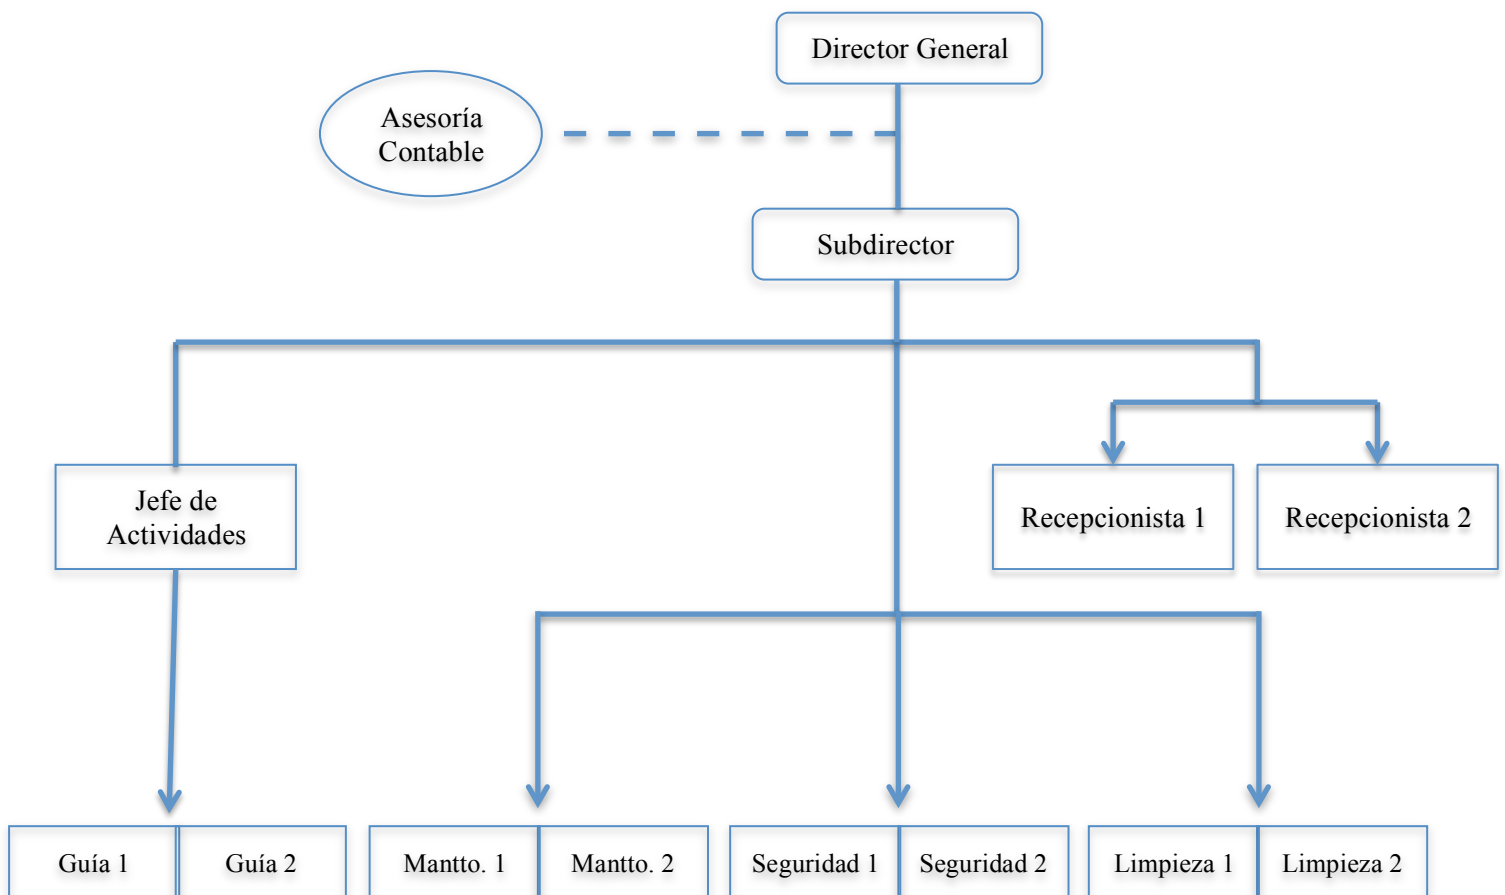 Director General
Asesoría
Contable
Subdirector
Jefe de
Actividades
Recepcionista 1
Recepcionista 2
Guía 1
Guía 2
Mantto. 1
Mantto. 2
Seguridad 1
Seguridad 2
Limpieza 1
Limpieza 2